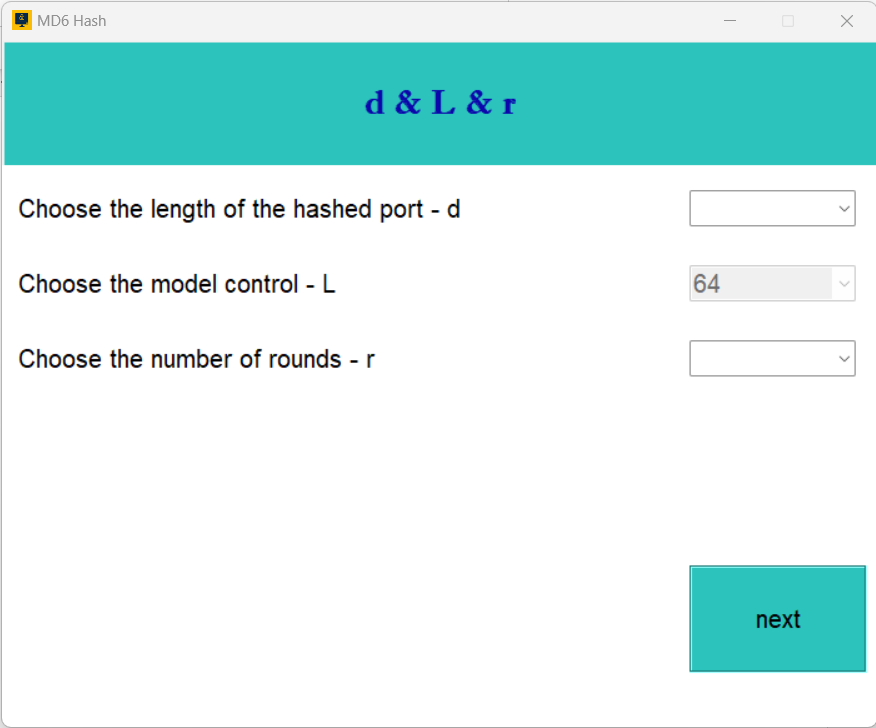 MD6 Hash
d & L & r
Choose the length of the hashed port - d
Choose the model control - L
64
Choose the number of rounds - r
next